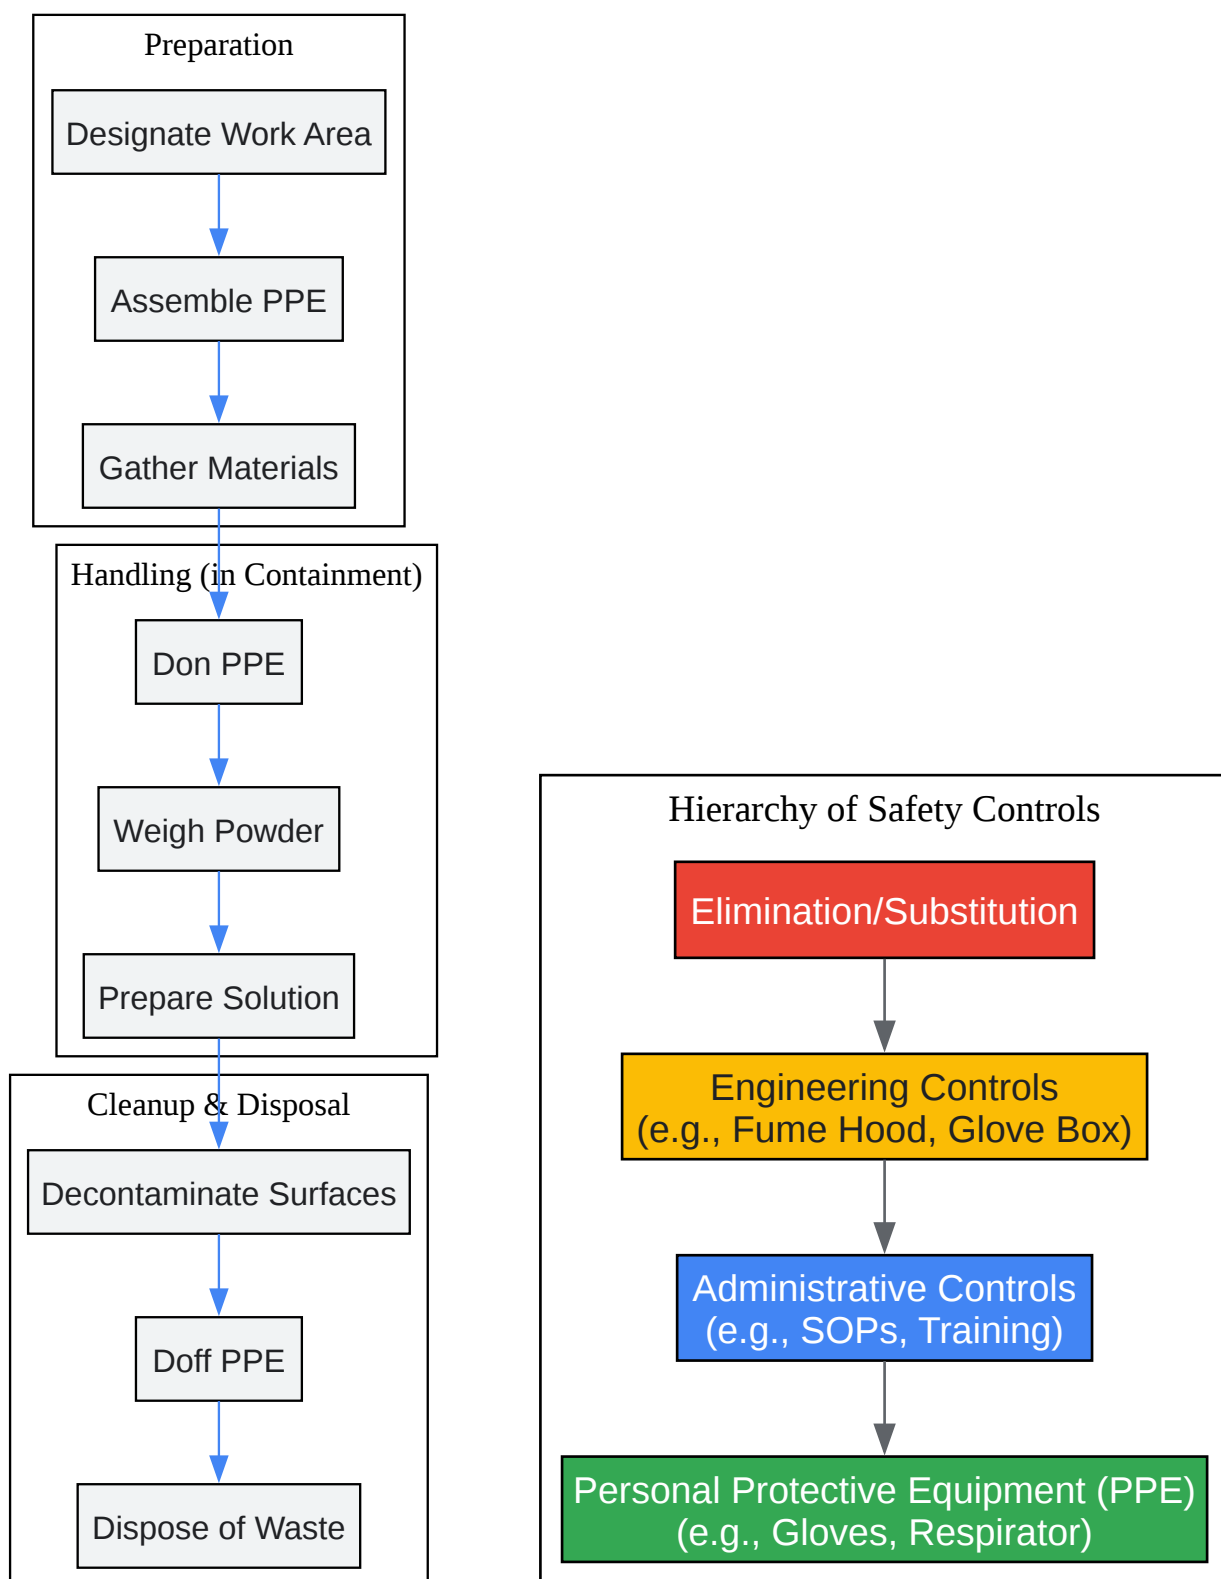 Preparation
Designate Work Area
Assemble PPE
Gather Materials
Handling (in Containment)
Don PPE
Weigh Powder
Prepare Solution
Cleanup & Disposal
Decontaminate Surfaces
Doff PPE
Dispose of Waste
Hierarchy of Safety Controls
Elimination/Substitution
Engineering Controls
(e.g., Fume Hood, Glove Box)
Administrative Controls
(e.g., SOPs, Training)
Personal Protective Equipment (PPE)
(e.g., Gloves, Respirator)